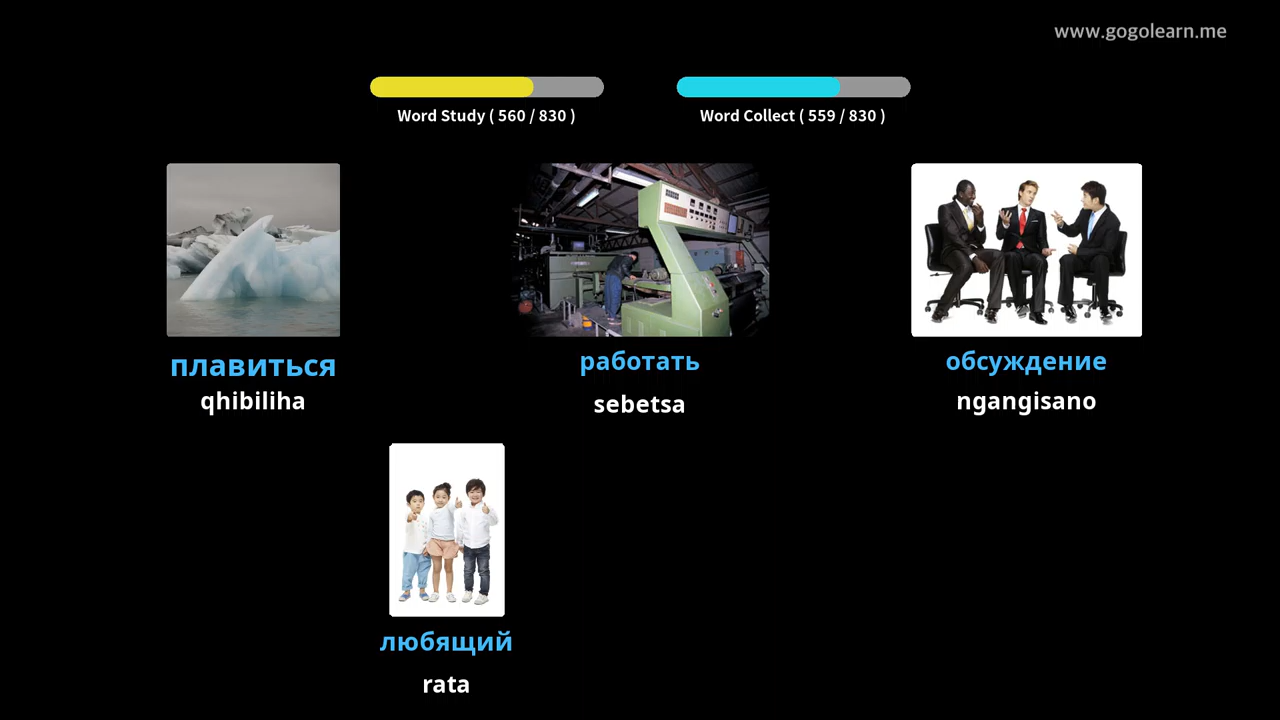 www.gogolearn.me
Word Study ( 560 / 830 )
Word Collect ( 559 / 830 )
плавиться
qhibiliha
работать
sebetsa
обсуждение
ngangisano
любящий
rata